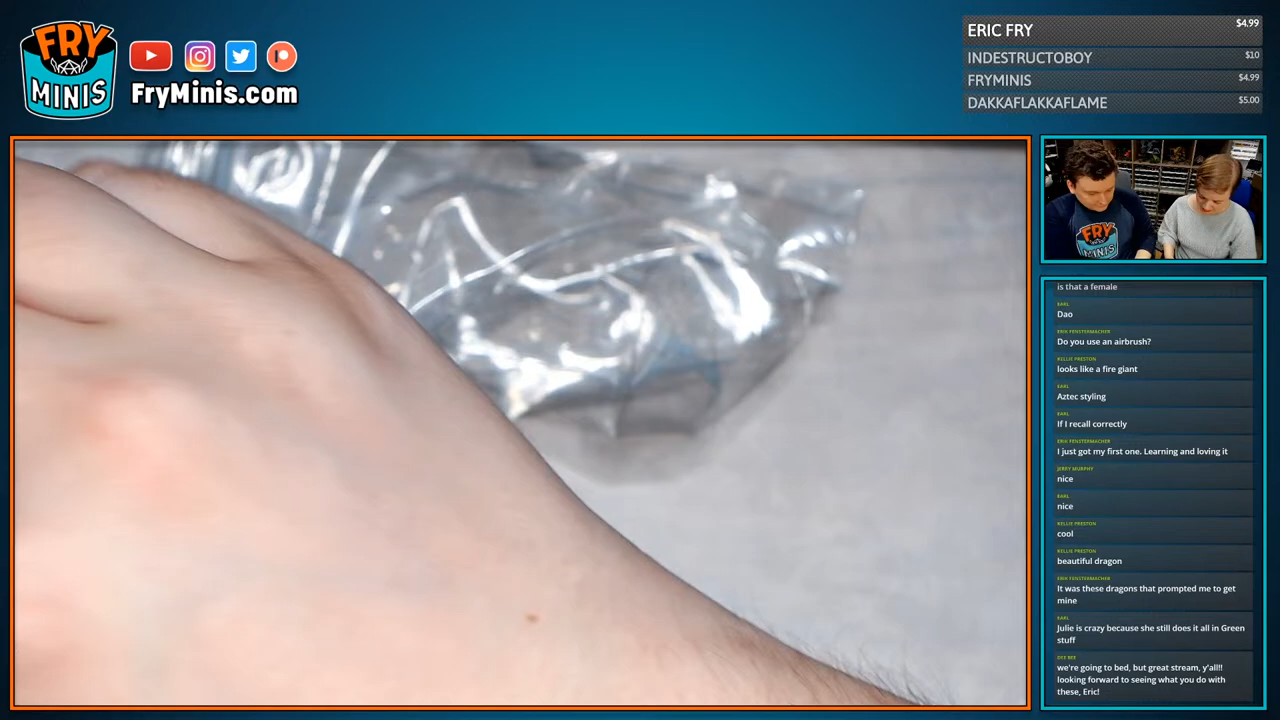 FRY
MINIS
FryMinis.com
ERIC FRY $4.99
INDESTRUCTOBOY $10
FRYMINIS $4.99
DAKKAFLAKKAFLAME $5.00
FRY
MINIS
is that a female
EARL
Dao
ERIK FENSTERMACHER
Do you use an airbrush?
KELLIE PRESTON
looks like a fire giant
EARL
Aztec styling
EARL
If I recall correctly
ERIK FENSTERMACHER
I just got my first one. Learning and loving it
JERRY MURPHY
nice
EARL
nice
KELLIE PRESTON
cool
KELLIE PRESTON
beautiful dragon
ERIK FENSTERMACHER
It was these dragons that prompted me to get
mine
EARL
Julie is crazy because she still does it all in Green
stuff
DEE BEE
we're going to bed, but great stream, y'all!!
looking forward to seeing what you do with
these, Eric!